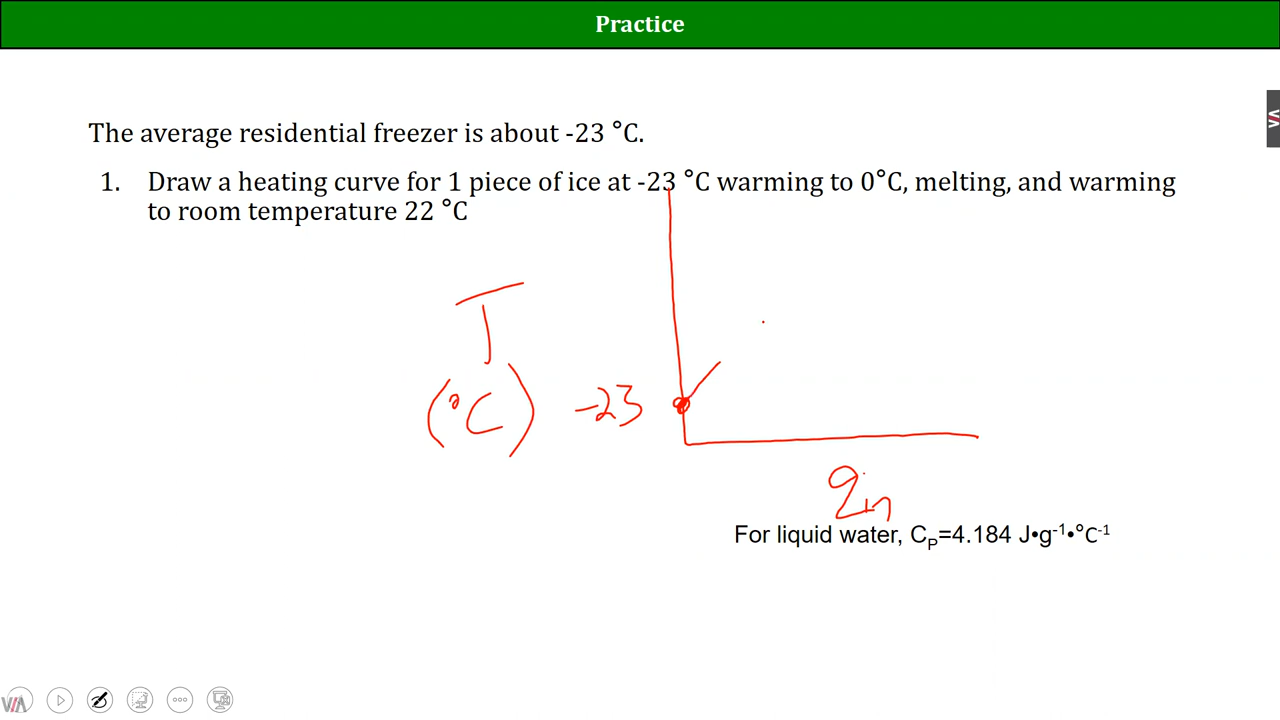 Practice
The average residential freezer is about -23 °C.
1. Draw a heating curve for 1 piece of ice at -23 °C warming to 0°C, melting, and warming
to room temperature 22 °C
T
(°C)
-23
qin
For liquid water, CP=4.184 J•g-1•°C-1
VIA